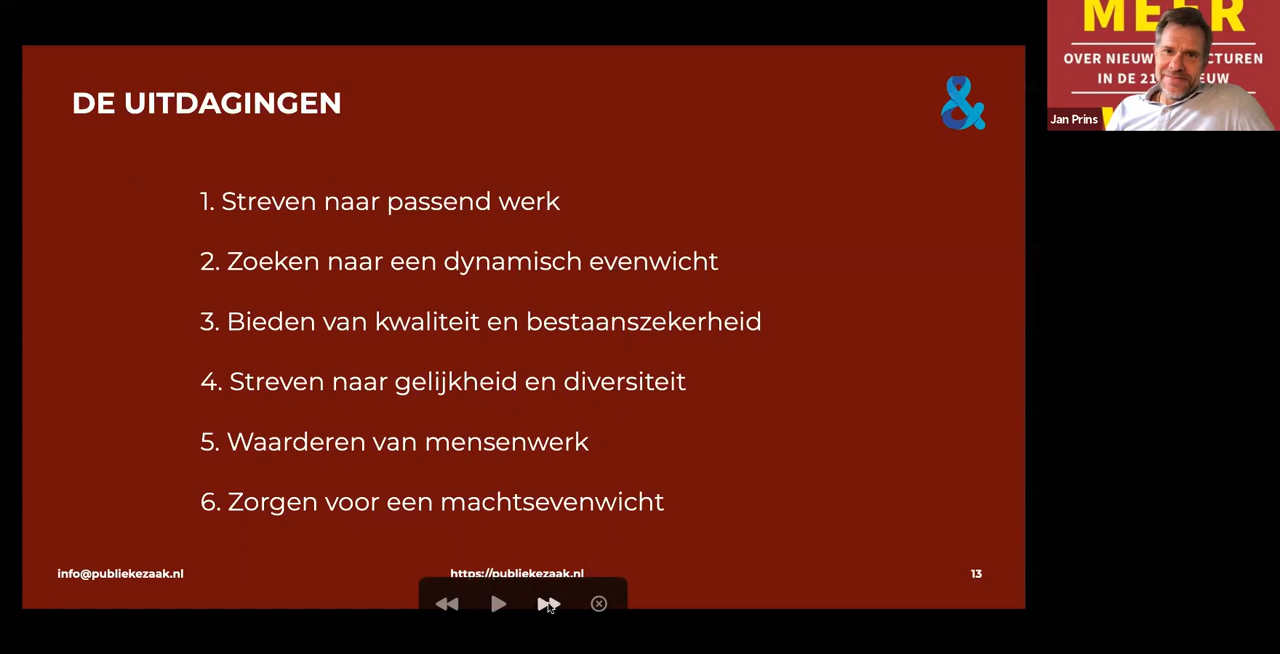 DE UITDAGINGEN
1. Streven naar passend werk
2. Zoeken naar een dynamisch evenwicht
3. Bieden van kwaliteit en bestaanszekerheid
4. Streven naar gelijkheid en diversiteit
5. Waarderen van mensenwerk
6. Zorgen voor een machtsevenwicht
info@publiekezaak.nl
https://publiekezaak.nl
13
&
MEER
OVER NIEUW CTUREN
IN DE 21 EUW
Jan Prins